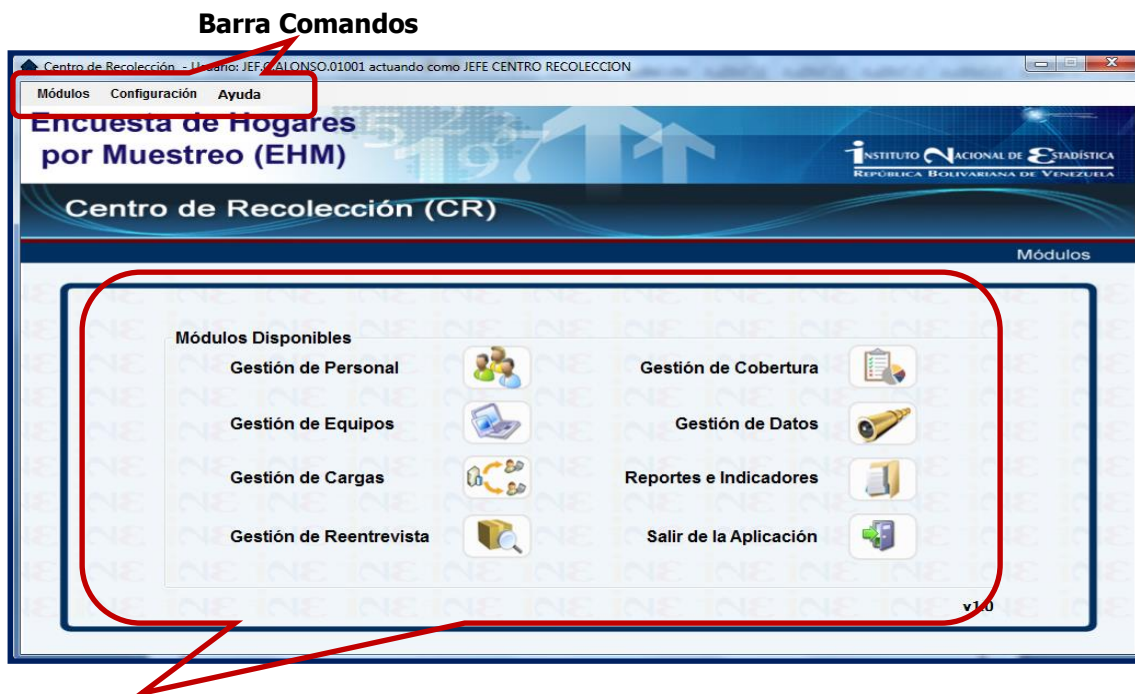 Barra Comandos
Centro de Recolección - Usuario: JEF.C.ALONSO.01001 actuando como JEFE CENTRO RECOLECCION
Módulos Configuración Ayuda
Encuesta de Hogares
por Muestreo (EHM)
INSTITUTO NACIONAL DE ESTADÍSTICA
REPÚBLICA BOLIVARIANA DE VENEZUELA
Centro de Recolección (CR)
Módulos
Módulos Disponibles
Gestión de Personal
Gestión de Cobertura
Gestión de Equipos
Gestión de Datos
Gestión de Cargas
Reportes e Indicadores
Gestión de Reentrevista
Salir de la Aplicación
v1.0